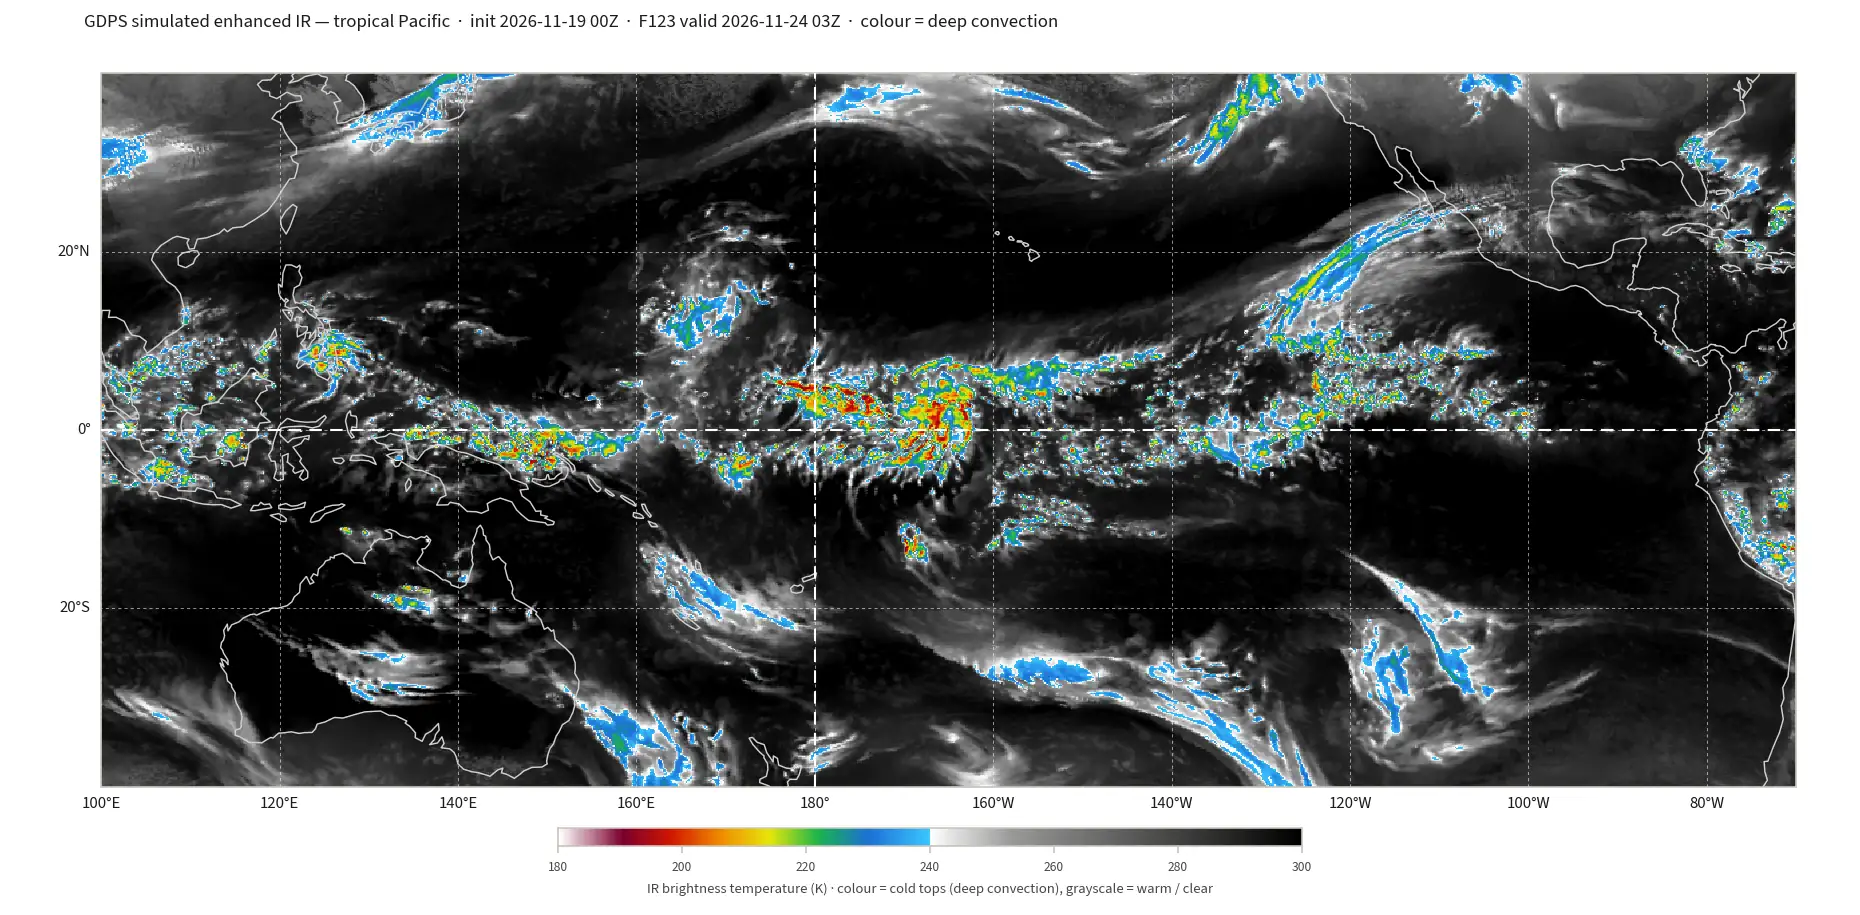 GDPS simulated enhanced IR — tropical Pacific · init 2026-11-19 00Z · F123 valid 2026-11-24 03Z · colour = deep convection
20°N
0°
20°S
100°E 120°E 140°E 160°E 180° 160°W 140°W 120°W 100°W 80°W
180 200 220 240 260 280 300
IR brightness temperature (K) · colour = cold tops (deep convection), grayscale = warm / clear